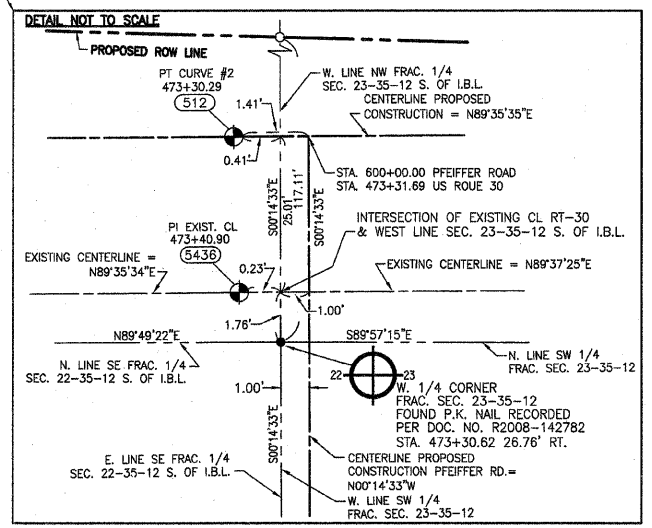 DETAIL NOT TO SCALE
PROPOSED ROW LINE
PT CURVE #2
473+30.29
512
1.41'
0.41'
W. LINE NW FRAC. 1/4
SEC. 23-35-12 S. OF I.B.L.
CENTERLINE PROPOSED
CONSTRUCTION = N89°35'35"E
STA. 600+00.00 PFEIFFER ROAD
STA. 473+31.69 US ROUE 30
S00°14'33"E
25.01'
117.11'
S00°14'33"E
INTERSECTION OF EXISTING CL RT-30
& WEST LINE SEC. 23-35-12 S. OF I.B.L.
PI EXIST. CL
473+40.90
5436
EXISTING CENTERLINE =
N89°35'34"E
0.23'
EXISTING CENTERLINE = N89°37'25"E
1.00'
1.76'
N89°49'22"E
S89°57'15"E
N. LINE SE FRAC. 1/4
SEC. 22-35-12 S. OF I.B.L.
N. LINE SW 1/4
FRAC. SEC. 23-35-12
22
23
1.00'
W. 1/4 CORNER
FRAC. SEC. 23-35-12
FOUND P.K. NAIL RECORDED
PER DOC. NO. R2008-142782
STA. 473+30.62 26.76' RT.
S00°14'33"E
E. LINE SE FRAC. 1/4
SEC. 22-35-12 S. OF I.B.L.
CENTERLINE PROPOSED
CONSTRUCTION PFEIFFER RD.=
N00°14'33"W
W. LINE SW 1/4
FRAC. SEC. 23-35-12